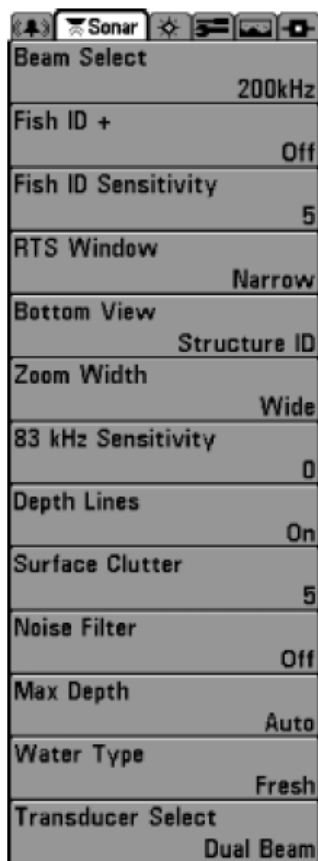 Sonar
Beam Select
200kHz
Fish ID +
Off
Fish ID Sensitivity
5
RTS Window
Narrow
Bottom View
Structure ID
Zoom Width
Wide
83 kHz Sensitivity
0
Depth Lines
On
Surface Clutter
5
Noise Filter
Off
Max Depth
Auto
Water Type
Fresh
Transducer Select
Dual Beam